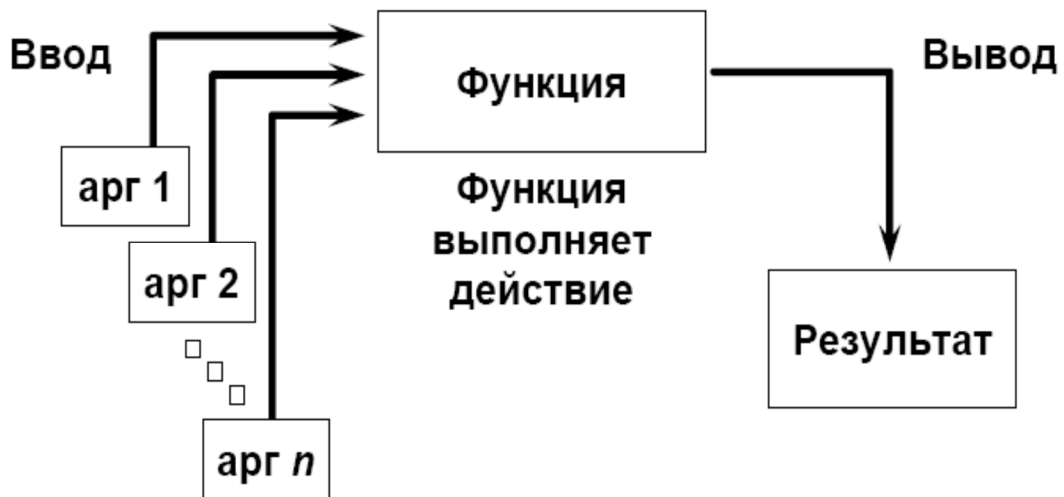 Ввод
Функция
Вывод
арг 1
арг 2
арг n
Функция
выполняет
действие
Результат